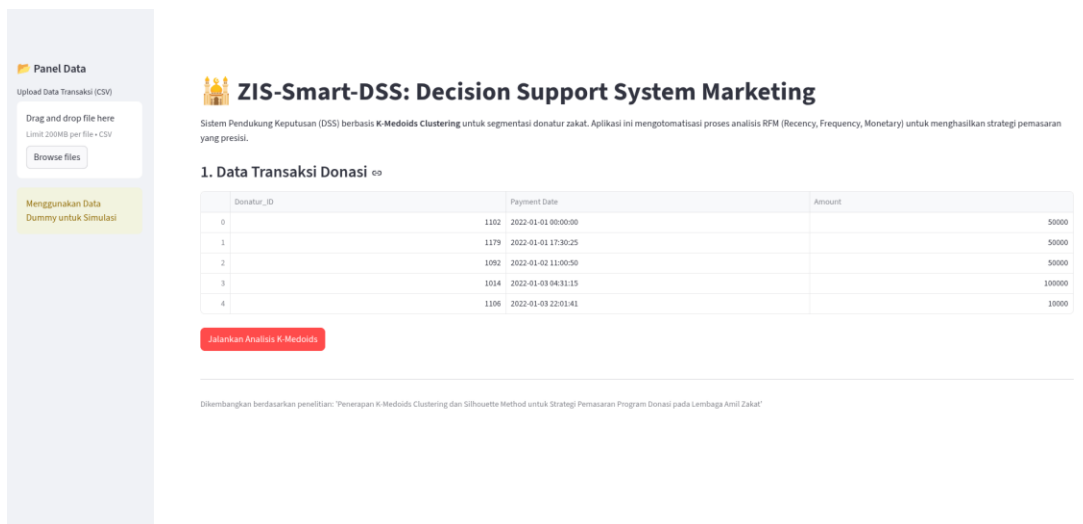 📂 Panel Data
Upload Data Transaksi (CSV)
Drag and drop file here
Limit 200MB per file • CSV
Browse files
Menggunakan Data
Dummy untuk Simulasi
🕌 ZIS-Smart-DSS: Decision Support System Marketing
Sistem Pendukung Keputusan (DSS) berbasis K-Medoids Clustering untuk segmentasi donatur zakat. Aplikasi ini mengotomatisasi proses analisis RFM (Recency, Frequency, Monetary) untuk menghasilkan strategi pemasaran
yang presisi.
1. Data Transaksi Donasi
Donatur_ID Payment Date Amount
0 1102 2022-01-01 00:00:00 50000
1 1179 2022-01-01 17:30:25 50000
2 1092 2022-01-02 11:00:50 50000
3 1014 2022-01-03 04:31:15 100000
4 1106 2022-01-03 22:01:41 10000
Jalankan Analisis K-Medoids
Dikembangkan berdasarkan penelitian: 'Penerapan K-Medoids Clustering dan Silhouette Method untuk Strategi Pemasaran Program Donasi pada Lembaga Amil Zakat'